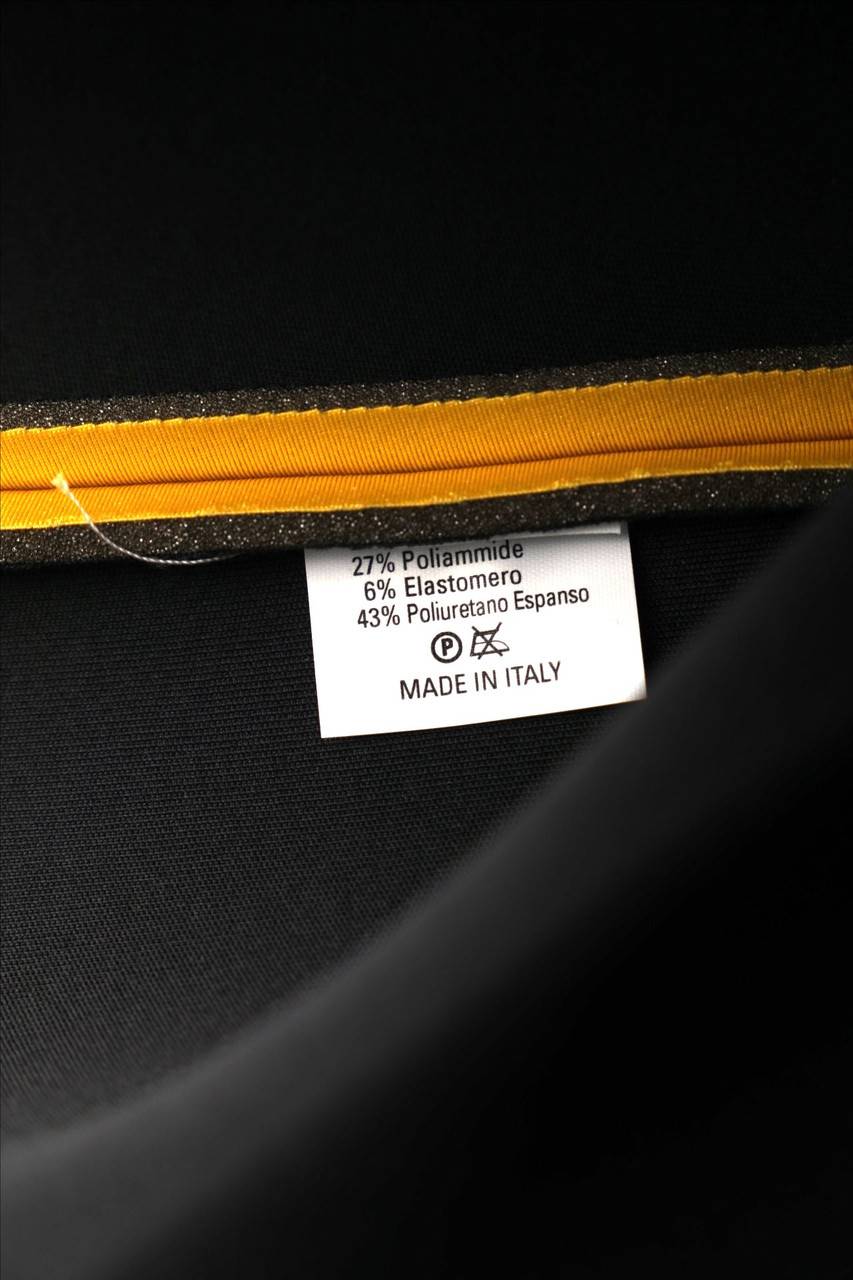 27% Poliammide
6% Elastomero
43% Poliuretano Espanso
P
MADE IN ITALY